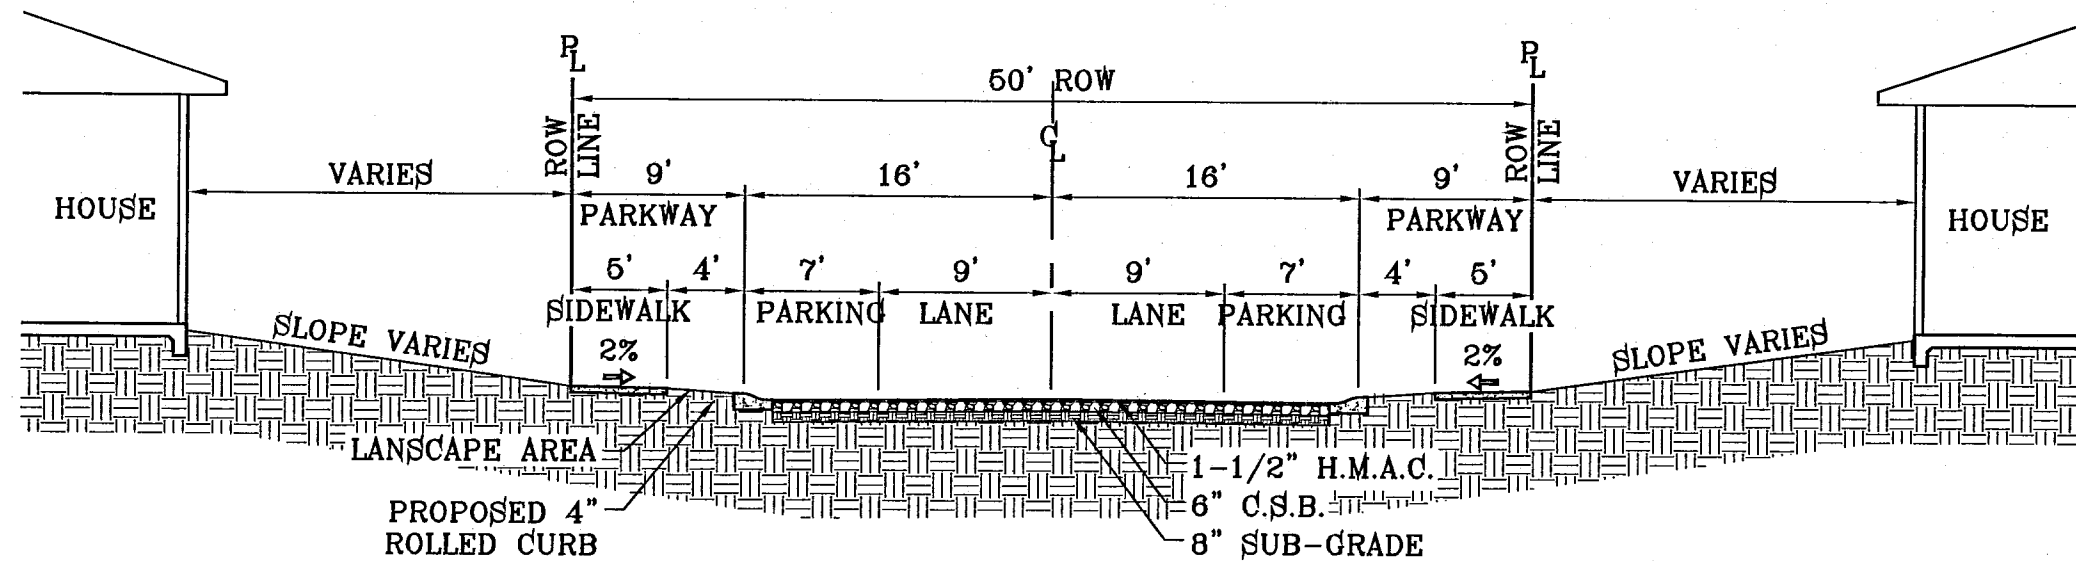 PL
PL
50' ROW
ROW LINE
CL
ROW LINE
VARIES
9'
16'
16'
9'
VARIES
HOUSE
PARKWAY
PARKWAY
HOUSE
5'
4'
7'
9'
9'
7'
4'
5'
SIDEWALK
PARKING
LANE
LANE
PARKING
SIDEWALK
SLOPE VARIES
2%
2%
SLOPE VARIES
LANSCAPE AREA
1-1/2" H.M.A.C.
PROPOSED 4"
ROLLED CURB
6" C.S.B.
8" SUB-GRADE